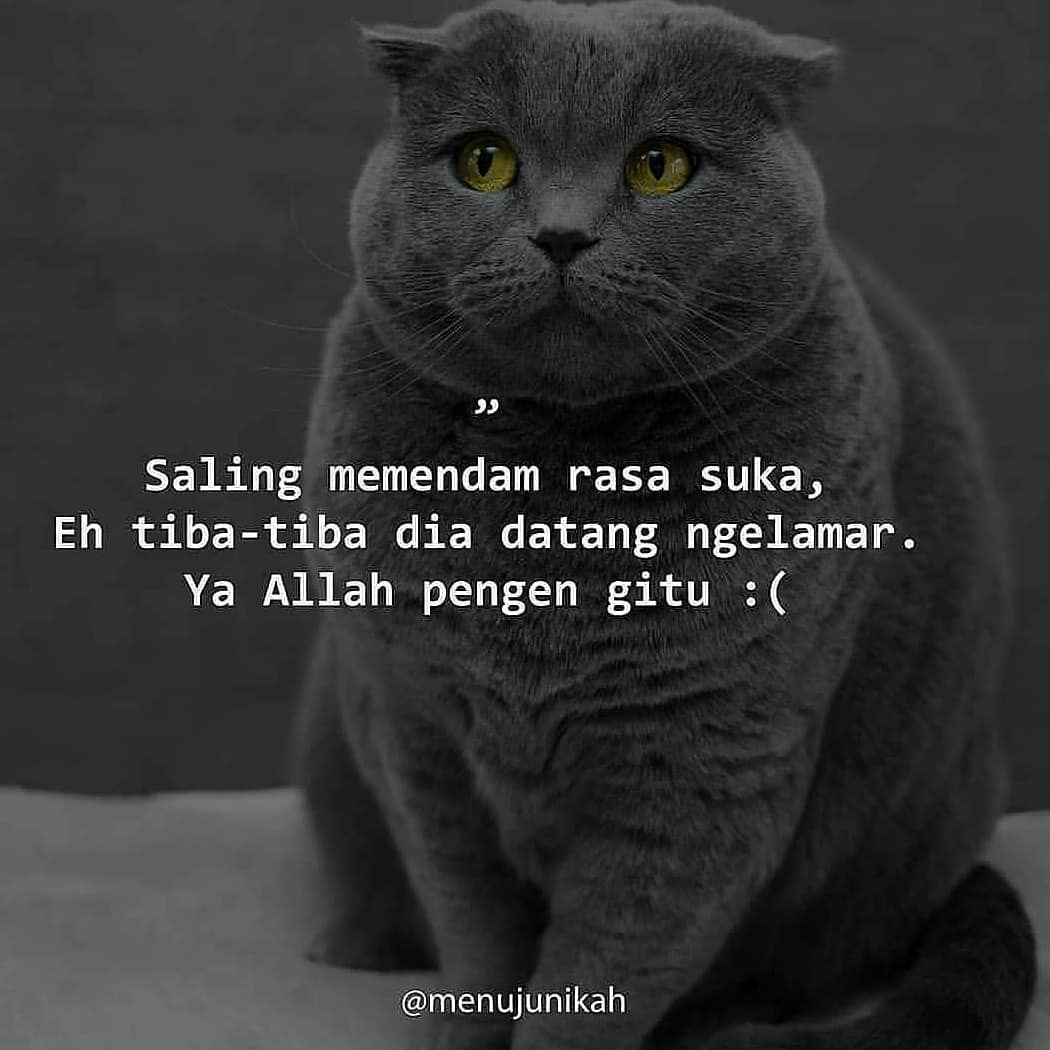 ”
Saling memendam rasa suka,
Eh tiba-tiba dia datang ngelamar.
Ya Allah pengen gitu :(
@menujunikah